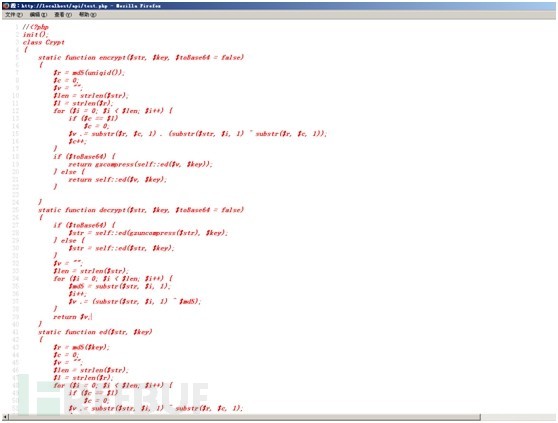 源: http://localhost/api/test.php - Mozilla Firefox
文件(F) 编辑(E) 查看(V) 帮助(H)
//<?php
init();
class Crypt
{
static function encrypt($str, $key, $toBase64 = false)
{
$r = md5(uniqid());
$c = 0;
$v = "";
$len = strlen($str);
$l = strlen($r);
for ($i = 0; $i < $len; $i++) {
if ($c == $l)
$c = 0;
$v .= substr($r, $c, 1) . (substr($str, $i, 1) ^ substr($r, $c, 1));
$c++;
}
if ($toBase64) {
return gzcompress(self::ed($v, $key));
} else {
return self::ed($v, $key);
}
}
static function decrypt($str, $key, $toBase64 = false)
{
if ($toBase64) {
$str = self::ed(gzuncompress($str), $key);
} else {
$str = self::ed($str, $key);
}
$v = "";
$len = strlen($str);
for ($i = 0; $i < $len; $i++) {
$md5 = substr($str, $i, 1);
$i++;
$v .= (substr($str, $i, 1) ^ $md5);
}
return $v;
}
static function ed($str, $key)
{
$r = md5($key);
$c = 0;
$v = "";
$len = strlen($str);
$l = strlen($r);
for ($i = 0; $i < $len; $i++) {
if ($c == $l)
$c = 0;
$v .= substr($str, $i, 1) ^ substr($r, $c, 1);